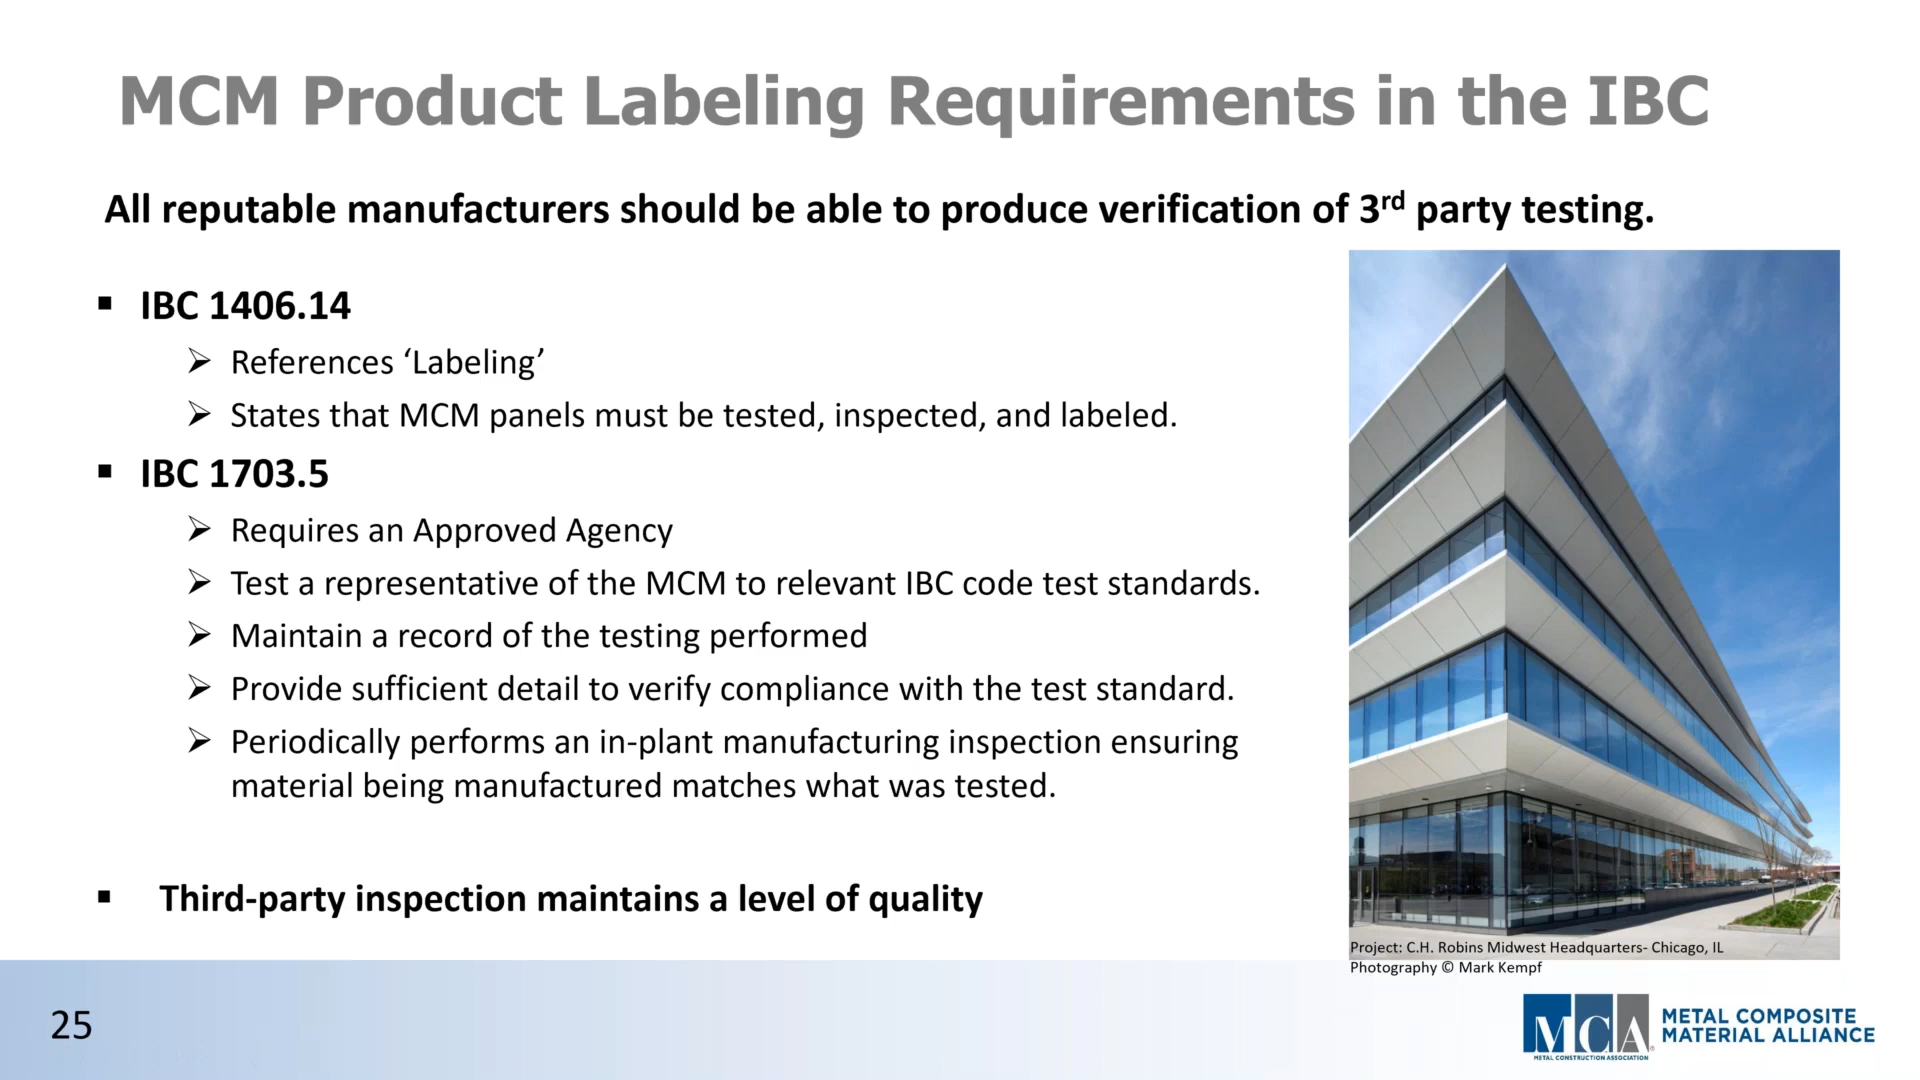 MCM Product Labeling Requirements in the IBC
All reputable manufacturers should be able to produce verification of 3rd party testing.
▪ IBC 1406.14
➢ References ‘Labeling’
➢ States that MCM panels must be tested, inspected, and labeled.
▪ IBC 1703.5
➢ Requires an Approved Agency
➢ Test a representative of the MCM to relevant IBC code test standards.
➢ Maintain a record of the testing performed
➢ Provide sufficient detail to verify compliance with the test standard.
➢ Periodically performs an in-plant manufacturing inspection ensuring
material being manufactured matches what was tested.
▪ Third-party inspection maintains a level of quality
Project: C.H. Robins Midwest Headquarters- Chicago, IL
Photography © Mark Kempf
25
MCA
METAL CONSTRUCTION ASSOCIATION
METAL COMPOSITE
MATERIAL ALLIANCE